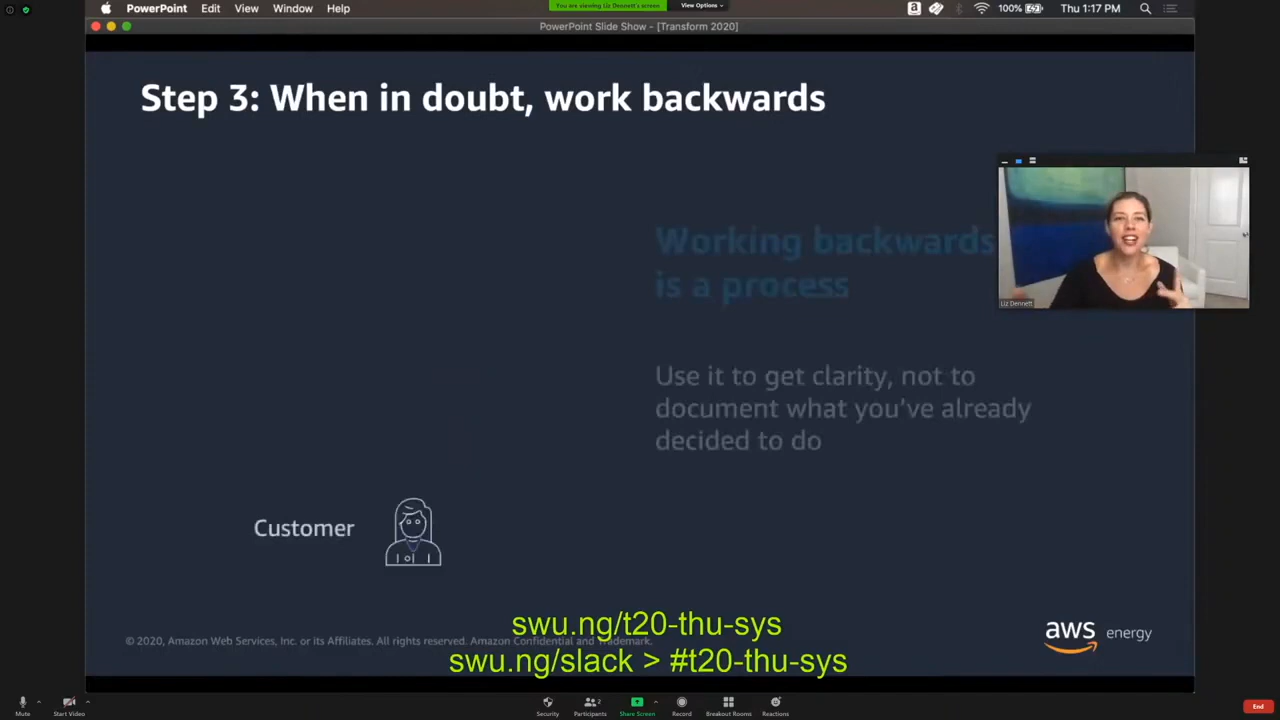 PowerPoint Edit View Window Help
You are viewing Liz Dennett's screen View Options
100% Thu 1:17 PM
PowerPoint Slide Show - [Transform 2020]
Step 3: When in doubt, work backwards
Working backwards
is a process
Liz Dennett
Use it to get clarity, not to
document what you've already
decided to do
Customer
swu.ng/t20-thu-sys
© 2020, Amazon Web Services, Inc. or its Affiliates. All rights reserved. Amazon Confidential and Trademark.
aws energy
swu.ng/slack > #t20-thu-sys
Mute Start Video Security Participants 2 Share Screen Record Breakout Rooms Reactions End